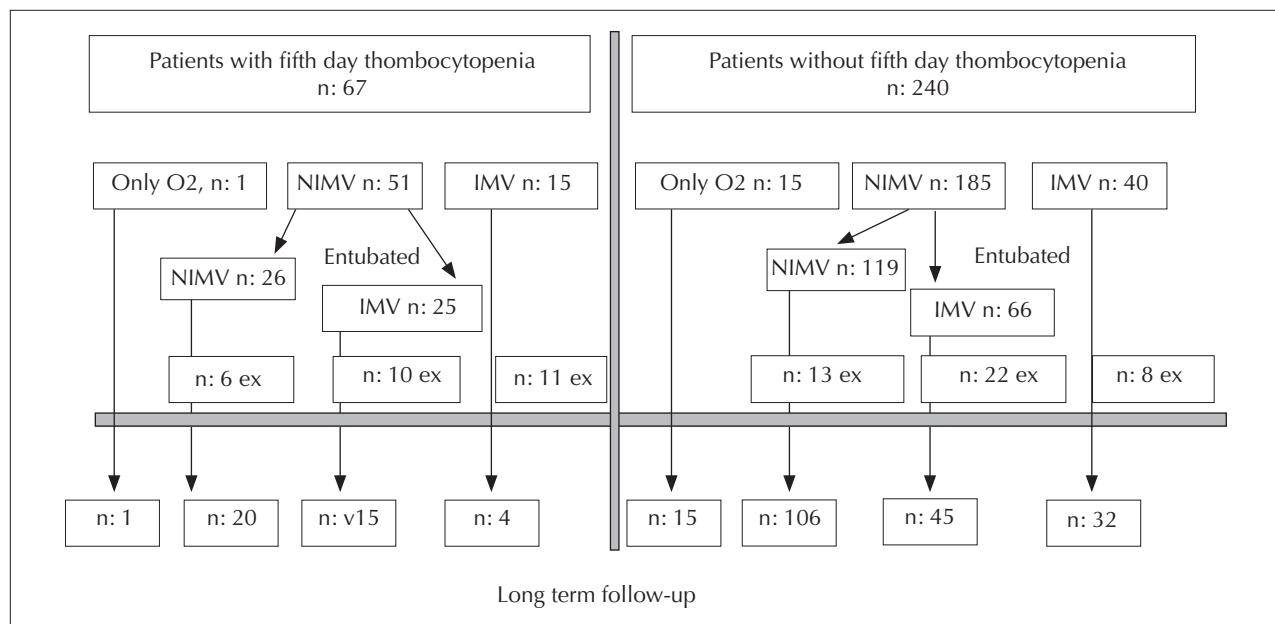 Patients with fifth day thrombocytopenia
n: 67
Patients without fifth day thrombocytopenia
n: 240
Only O2, n: 1
NIMV n: 51
IMV n: 15
Only O2 n: 15
NIMV n: 185
IMV n: 40
Entubated
NIMV n: 26
IMV n: 25
Entubated
NIMV n: 119
IMV n: 66
n: 6 ex
n: 10 ex
n: 11 ex
n: 13 ex
n: 22 ex
n: 8 ex
n: 1
n: 20
n: v15
n: 4
n: 15
n: 106
n: 45
n: 32
Long term follow-up